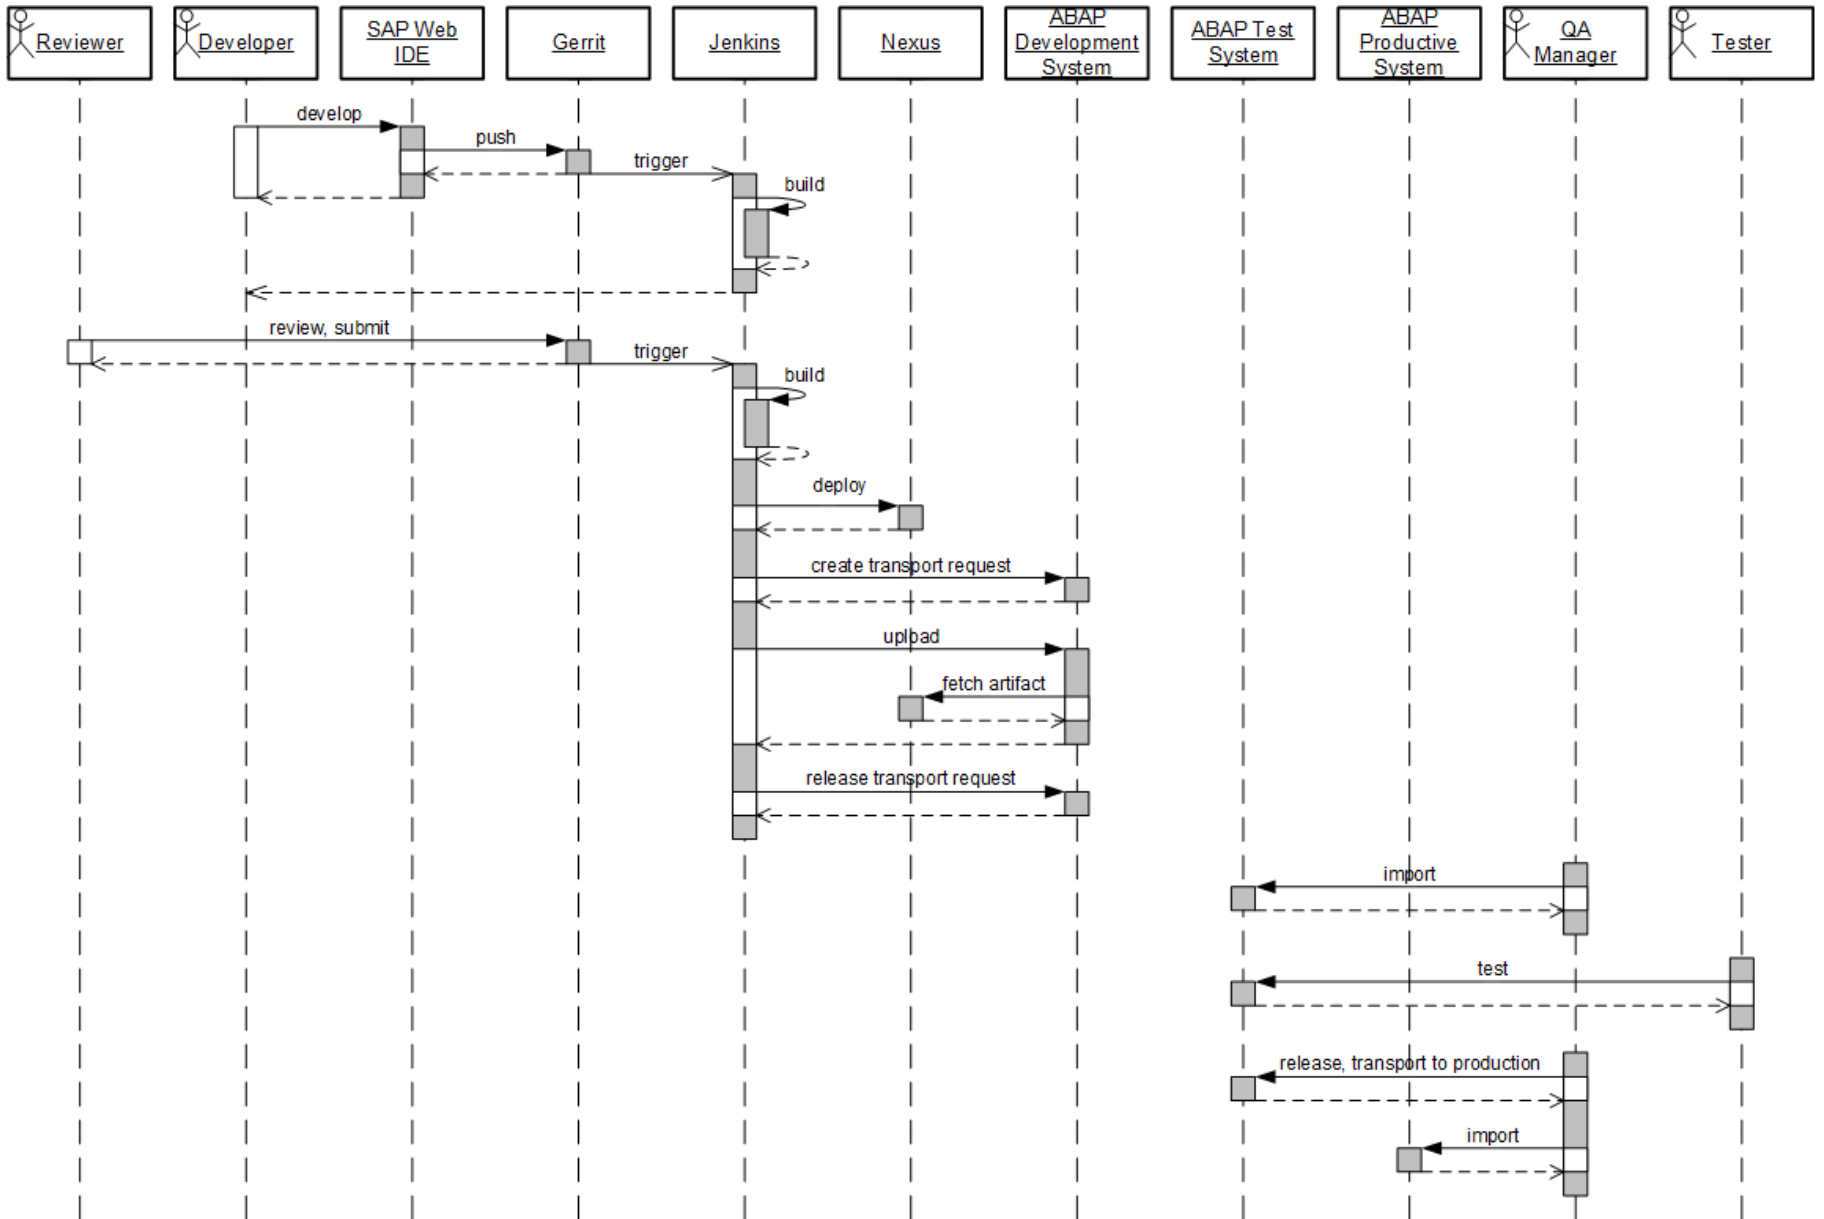 Reviewer
Developer
SAP Web
IDE
Gerrit
Jenkins
Nexus
ABAP
Development
System
ABAP Test
System
ABAP
Productive
System
QA
Manager
Tester
develop
push
trigger
build
review, submit
trigger
build
deploy
create transport request
upload
fetch artifact
release transport request
import
test
release, transport to production
import